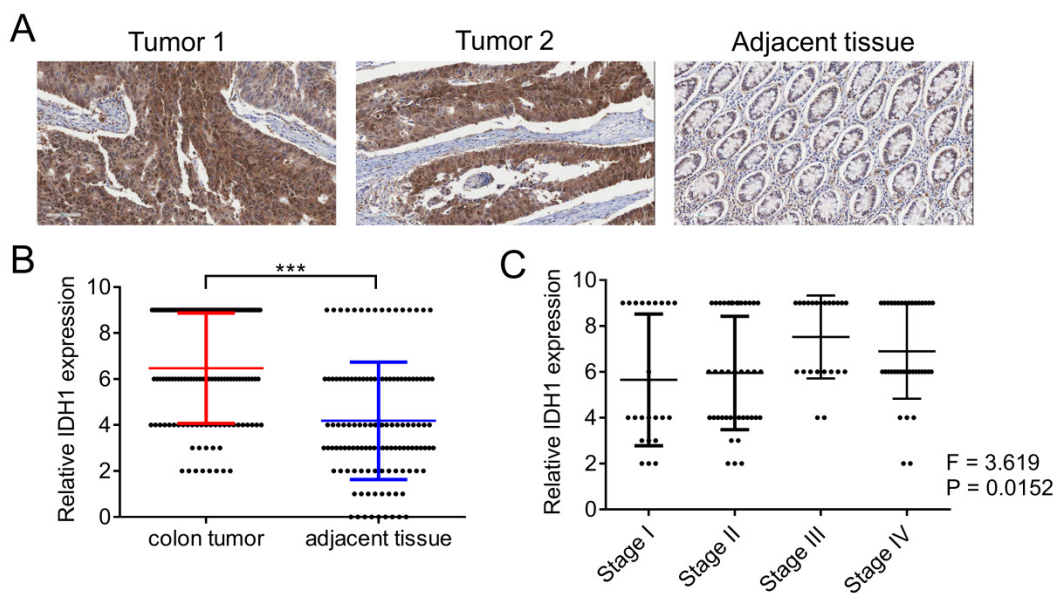 A
Tumor 1
Tumor 2
Adjacent tissue
B
***
Relative IDH1 expression
10
8
6
4
2
0
colon tumor
adjacent tissue
C
Relative IDH1 expression
10
8
6
4
2
0
Stage I
Stage II
Stage III
Stage IV
F = 3.619
P = 0.0152